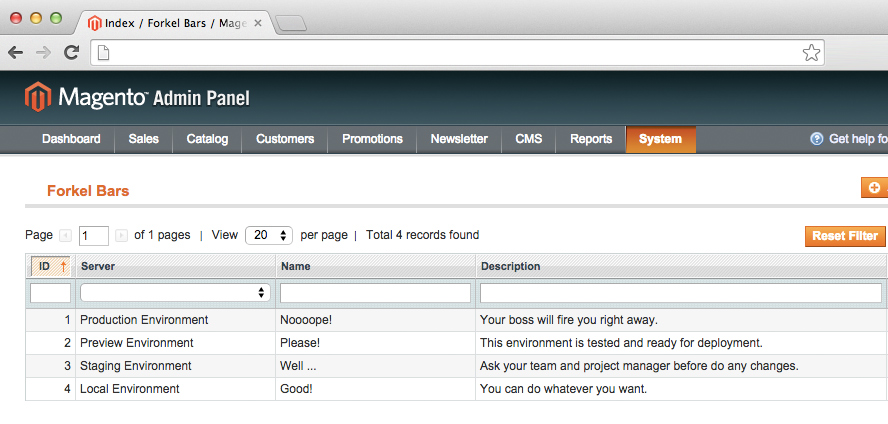 Index / Forkel Bars / Mage
Magento™ Admin Panel
Dashboard Sales Catalog Customers Promotions Newsletter CMS Reports System Get help fo
Forkel Bars
Page 1 of 1 pages | View 20 per page | Total 4 records found
Reset Filter
ID Server Name Description
1 Production Environment Noooope! Your boss will fire you right away.
2 Preview Environment Please! This environment is tested and ready for deployment.
3 Staging Environment Well ... Ask your team and project manager before do any changes.
4 Local Environment Good! You can do whatever you want.